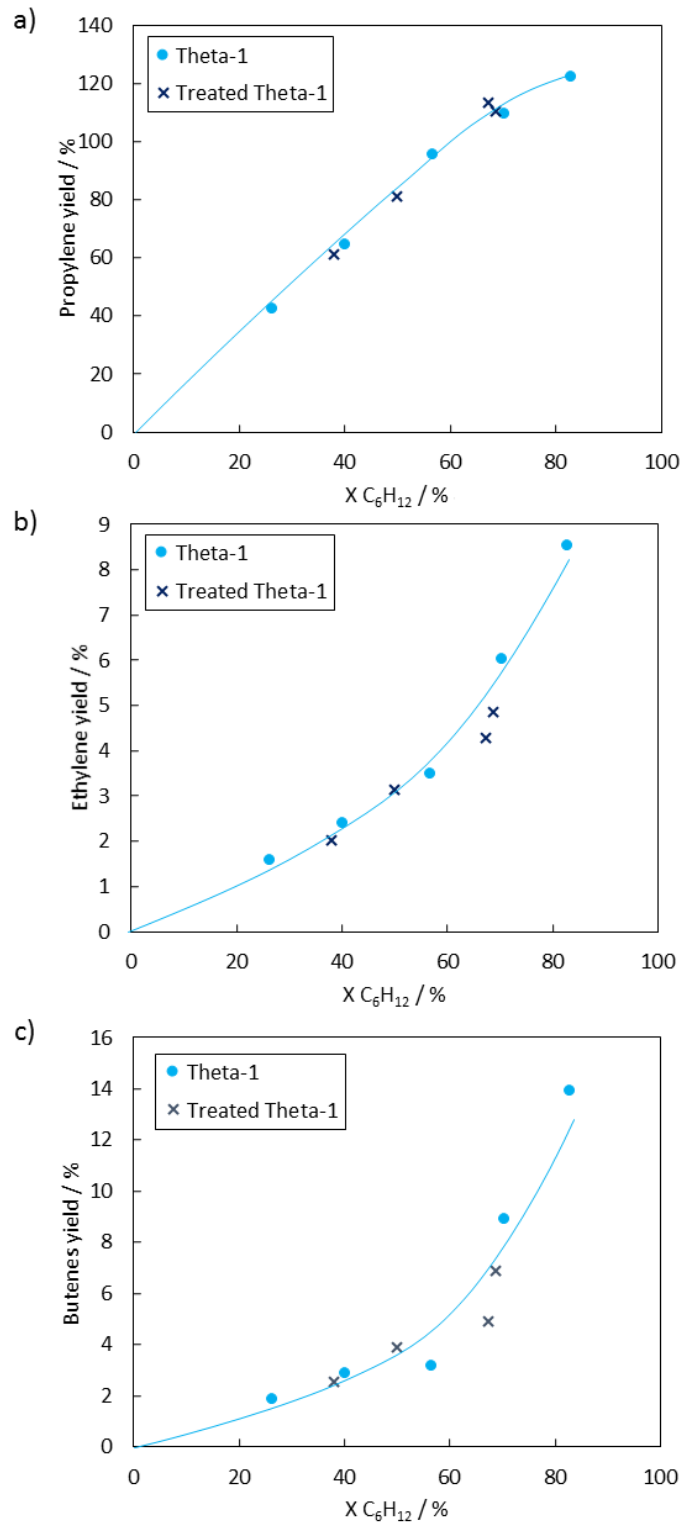 a)
140
120
100
80
60
40
20
0
Propylene yield / %
Theta-1
Treated Theta-1
0 20 40 60 80 100
X C₆H₁₂ / %
b)
9
8
7
6
5
4
3
2
1
0
Ethylene yield / %
Theta-1
Treated Theta-1
0 20 40 60 80 100
X C₆H₁₂ / %
c)
16
14
12
10
8
6
4
2
0
Butenes yield / %
Theta-1
Treated Theta-1
0 20 40 60 80 100
X C₆H₁₂ / %